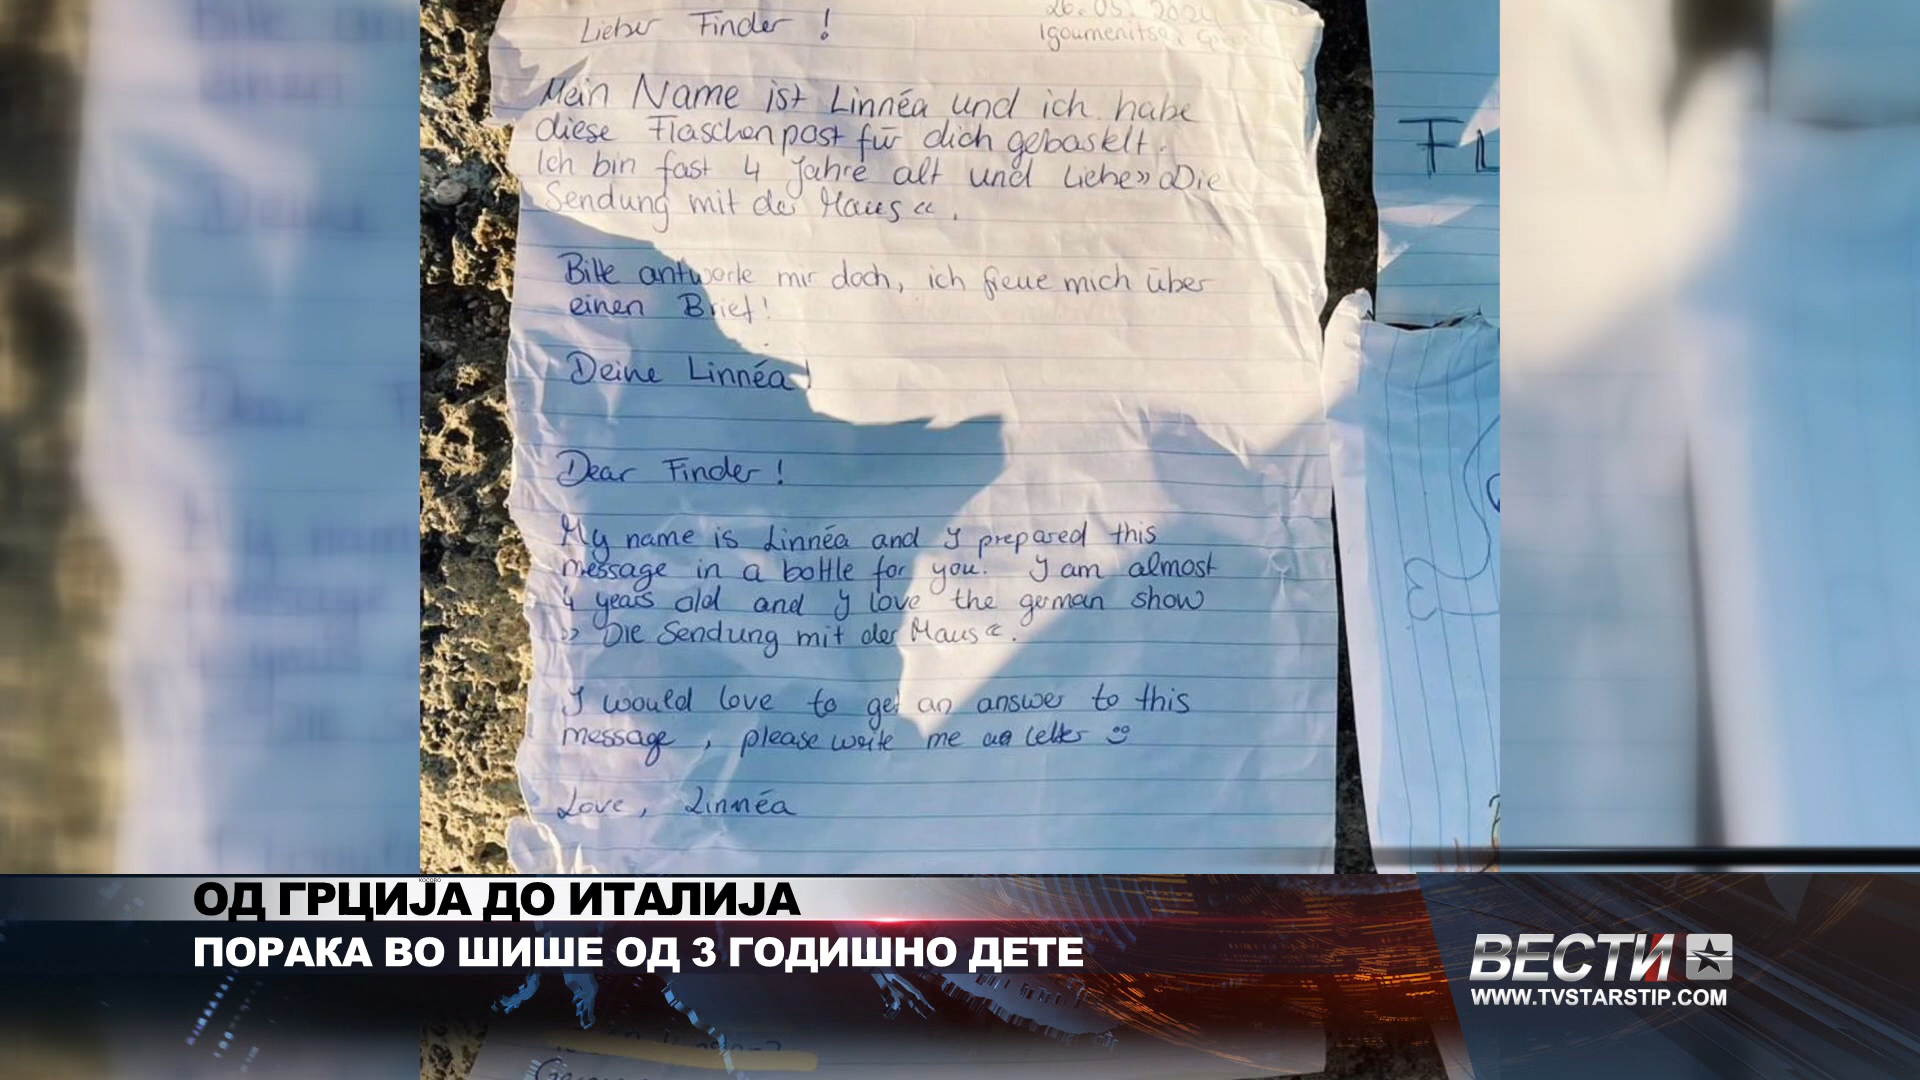 26.05.2024
Lieber Finder !
Igoumenitsa,
Mein Name ist Linnéa und ich habe
diese Flaschenpost für dich gebastelt.
Ich bin fast 4 Jahre alt und liebe »Die
Sendung mit der Maus«.
Bitte antworte mir doch, ich freue mich über
einen Brief!
Deine Linnéa!
Dear Finder !
My name is Linnéa and I prepared this
message in a bottle for you. I am almost
4 years old and I love the german show
»Die Sendung mit der Maus«.
I would love to get an answer to this
message, please write me a letter
Love, Linnéa
FL
КОСОВО
ОД ГРЦИЈА ДО ИТАЛИЈА
ПОРАКА ВО ШИШЕ ОД 3 ГОДИШНО ДЕТЕ
ВЕСТИ
WWW.TVSTARSTIP.COM